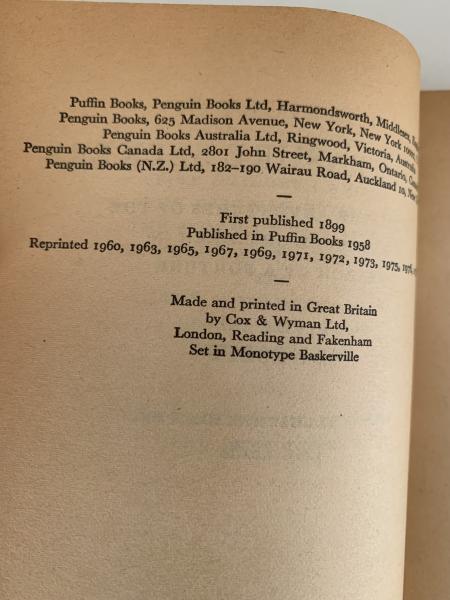 Puffin Books, Penguin Books Ltd, Harmondsworth, Middlesex,
Penguin Books, 625 Madison Avenue, New York, New York
Penguin Books Australia Ltd, Ringwood, Victoria, Australia
Penguin Books Canada Ltd, 2801 John Street, Markham, Ontario,
Penguin Books (N.Z.) Ltd, 182–190 Wairau Road, Auckland 10, New
—
First published 1899
Published in Puffin Books 1958
Reprinted 1960, 1963, 1965, 1967, 1969, 1971, 1972, 1973, 1975, 1976,
—
Made and printed in Great Britain
by Cox & Wyman Ltd,
London, Reading and Fakenham
Set in Monotype Baskerville